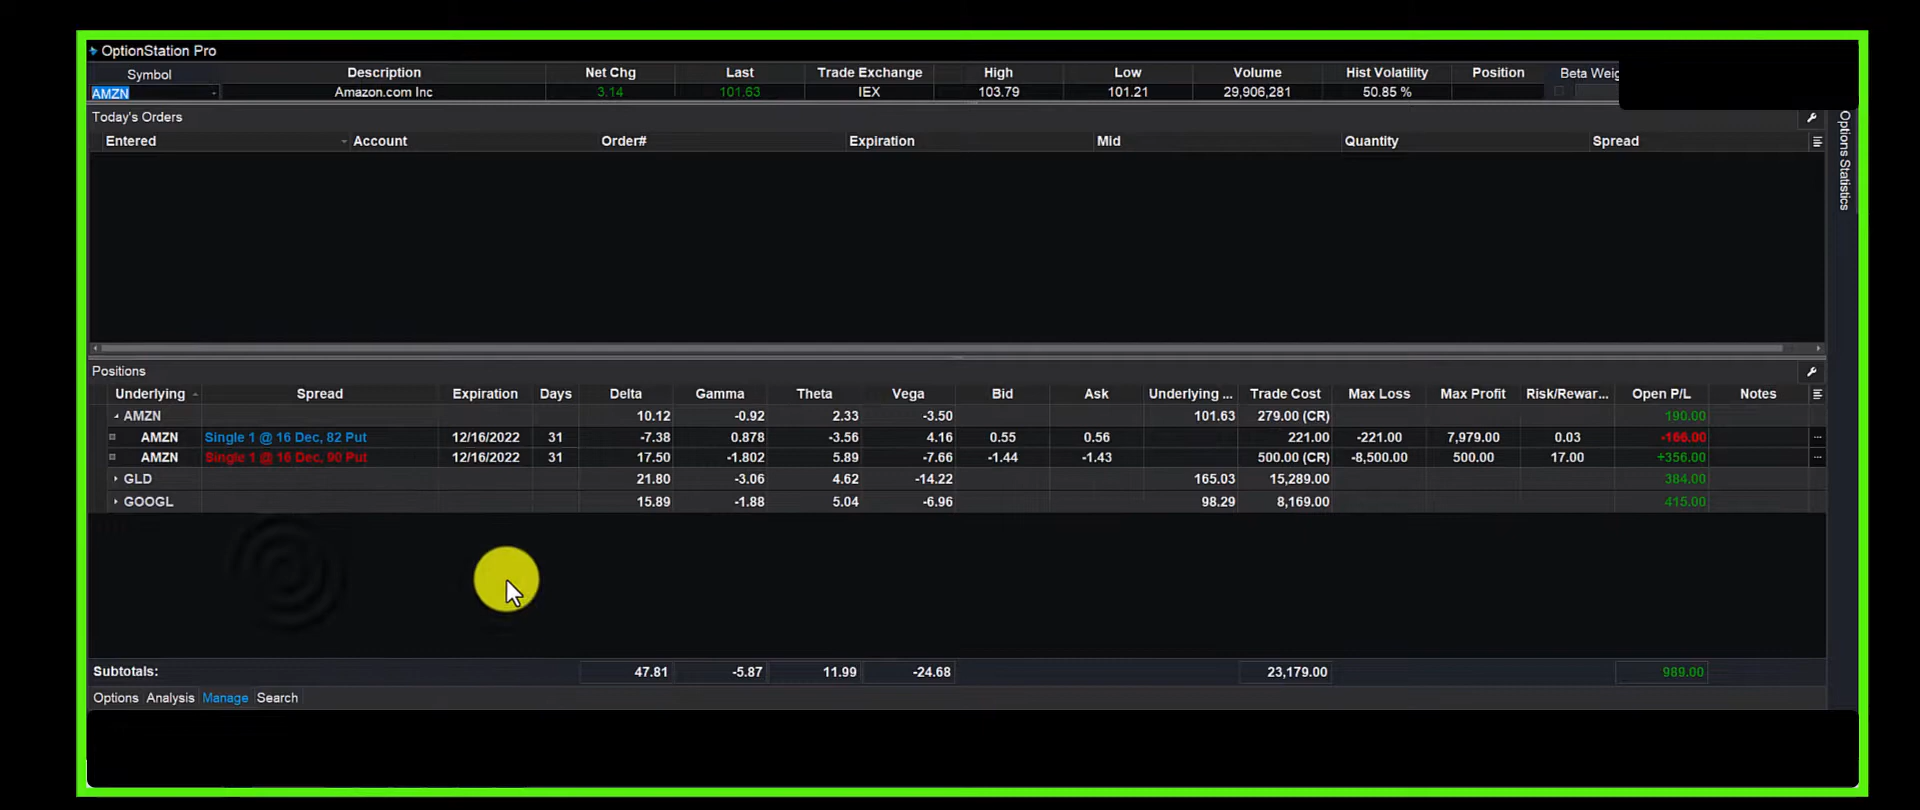 OptionStation Pro
Symbol Description Net Chg Last Trade Exchange High Low Volume Hist Volatility Position Beta
AMZN Amazon.com Inc 3.14 101.63 IEX 103.79 101.21 29,906,281 50.85 %
Today's Orders
Entered Account Order# Expiration Mid Quantity Spread
Options Statistics
Positions
Underlying Spread Expiration Days Delta Gamma Theta Vega Bid Ask Underlying ... Trade Cost Max Loss Max Profit Risk/Rewar... Open P/L Notes
AMZN 10.12 -0.92 2.33 -3.50 101.63 279.00 (CR) 190.00
AMZN Single 1 @ 16 Dec, 82 Put 12/16/2022 31 -7.38 0.878 -3.56 4.16 0.55 0.56 221.00 -221.00 7,979.00 0.03 -166.00 ...
AMZN Single 1 @ 16 Dec, 90 Put 12/16/2022 31 17.50 -1.802 5.89 -7.66 -1.44 -1.43 500.00 (CR) -8,500.00 500.00 17.00 +356.00 ...
GLD 21.80 -3.06 4.62 -14.22 165.03 15,289.00 384.00
GOOGL 15.89 -1.88 5.04 -6.96 98.29 8,169.00 415.00
Subtotals: 47.81 -5.87 11.99 -24.68 23,179.00 989.00
Options Analysis Manage Search